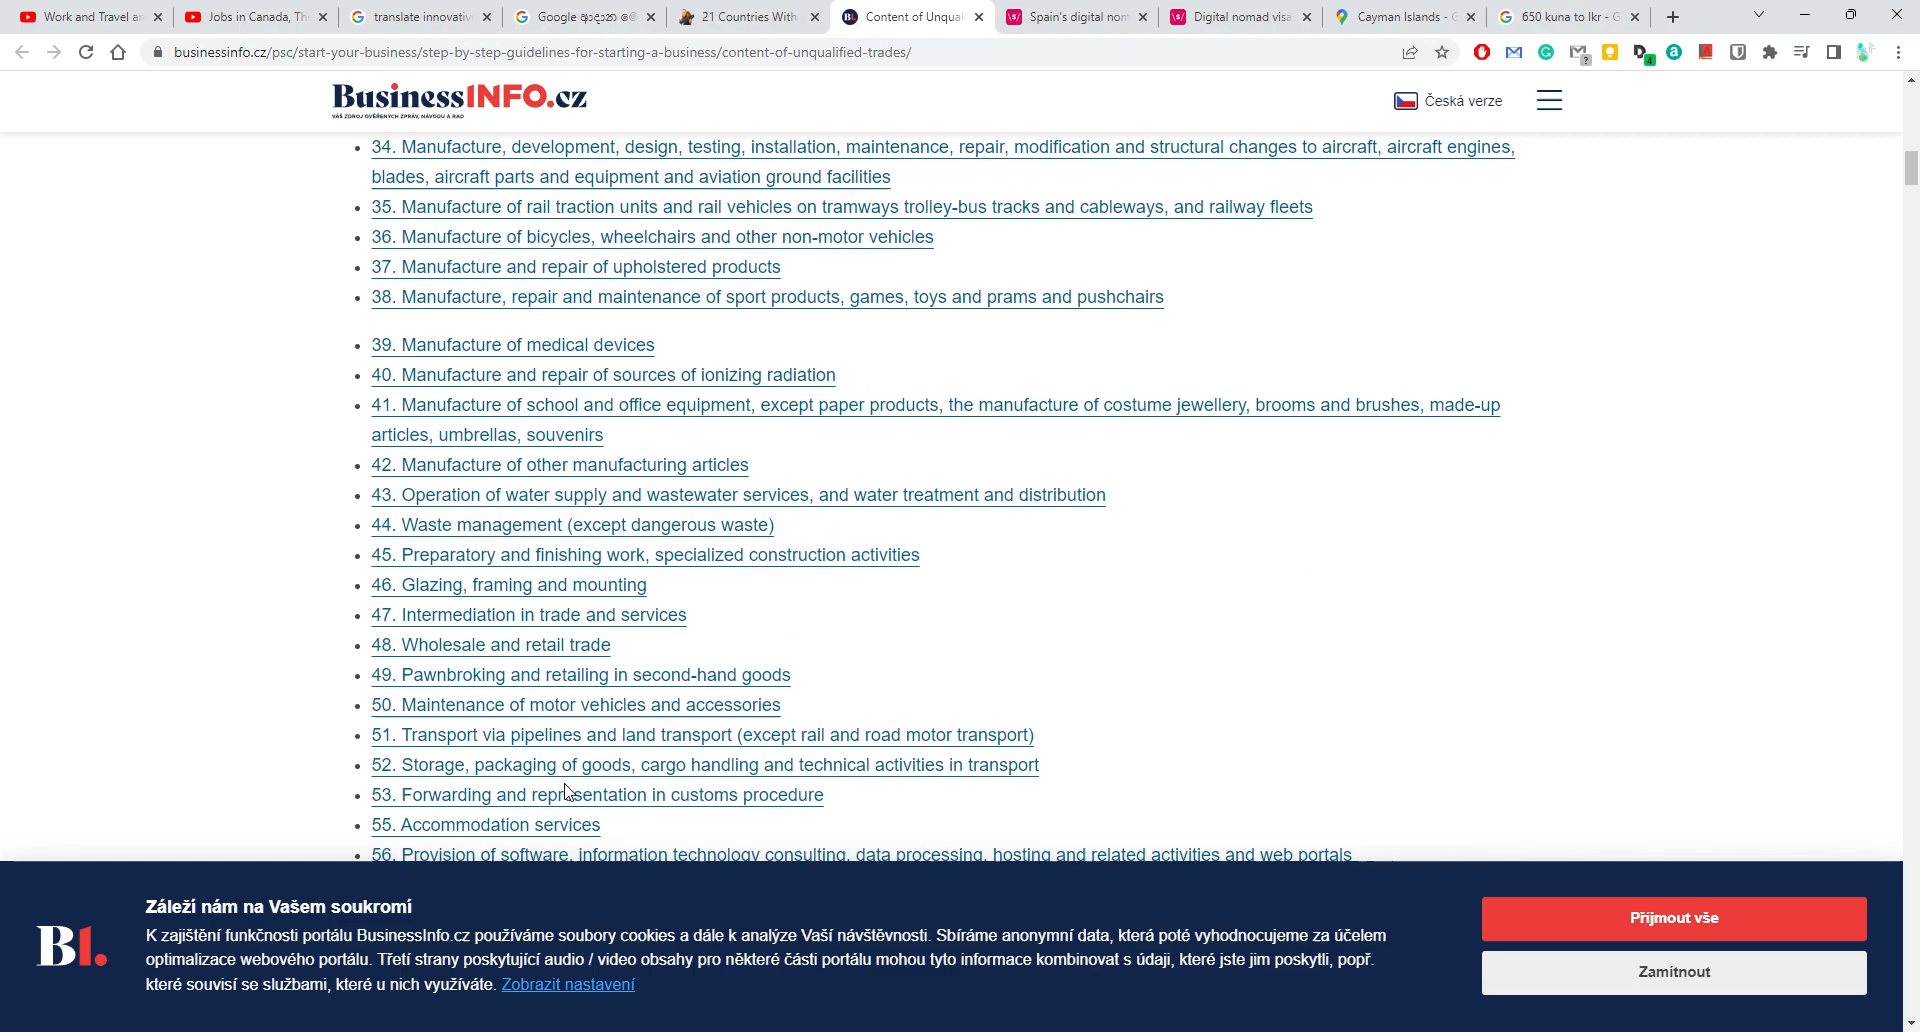 Work and Travel a
Jobs in Canada, Th
translate innovativ
Google
21 Countries With
Content of Unqual
Spain's digital nom
Digital nomad visa
Cayman Islands - G
650 kuna to lkr - G
businessinfo.cz/psc/start-your-business/step-by-step-guidelines-for-starting-a-business/content-of-unqualified-trades/
BusinessINFO.cz
VÁŠ ZDROJ OVĚŘENÝCH ZPRÁV, NÁVODŮ A RAD
Česká verze
34. Manufacture, development, design, testing, installation, maintenance, repair, modification and structural changes to aircraft, aircraft engines,
blades, aircraft parts and equipment and aviation ground facilities
35. Manufacture of rail traction units and rail vehicles on tramways trolley-bus tracks and cableways, and railway fleets
36. Manufacture of bicycles, wheelchairs and other non-motor vehicles
37. Manufacture and repair of upholstered products
38. Manufacture, repair and maintenance of sport products, games, toys and prams and pushchairs
39. Manufacture of medical devices
40. Manufacture and repair of sources of ionizing radiation
41. Manufacture of school and office equipment, except paper products, the manufacture of costume jewellery, brooms and brushes, made-up
articles, umbrellas, souvenirs
42. Manufacture of other manufacturing articles
43. Operation of water supply and wastewater services, and water treatment and distribution
44. Waste management (except dangerous waste)
45. Preparatory and finishing work, specialized construction activities
46. Glazing, framing and mounting
47. Intermediation in trade and services
48. Wholesale and retail trade
49. Pawnbroking and retailing in second-hand goods
50. Maintenance of motor vehicles and accessories
51. Transport via pipelines and land transport (except rail and road motor transport)
52. Storage, packaging of goods, cargo handling and technical activities in transport
53. Forwarding and representation in customs procedure
55. Accommodation services
56. Provision of software, information technology consulting, data processing, hosting and related activities and web portals
BI.
Záleží nám na Vašem soukromí
K zajištění funkčnosti portálu BusinessInfo.cz používáme soubory cookies a dále k analýze Vaší návštěvnosti. Sbíráme anonymní data, která poté vyhodnocujeme za účelem
optimalizace webového portálu. Třetí strany poskytující audio / video obsahy pro některé části portálu mohou tyto informace kombinovat s údaji, které jste jim poskytli, popř.
které souvisí se službami, které u nich využíváte. Zobrazit nastavení
Příjmout vše
Zamítnout